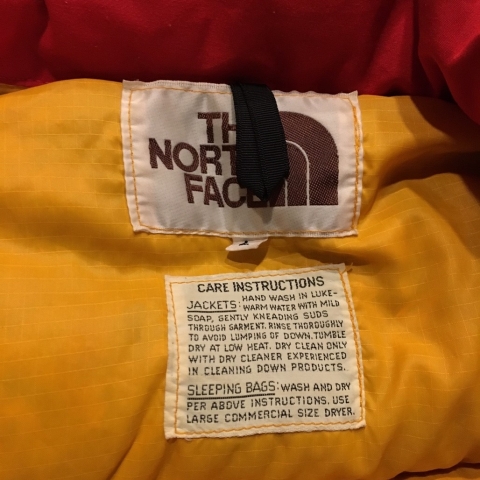 NORTH
FACE
CARE INSTRUCTIONS
JACKETS: HAND WASH IN LUKE-
WARM WATER WITH MILD
SOAP, GENTLY KNEADING SUDS
THROUGH GARMENT. RINSE THOROUGHLY
TO AVOID LUMPING OF DOWN. TUMBLE
DRY AT LOW HEAT. DRY CLEAN ONLY
WITH DRY CLEANER EXPERIENCED
IN CLEANING DOWN PRODUCTS.
SLEEPING BAGS: WASH AND DRY
PER ABOVE INSTRUCTIONS. USE
LARGE COMMERCIAL SIZE DRYER.